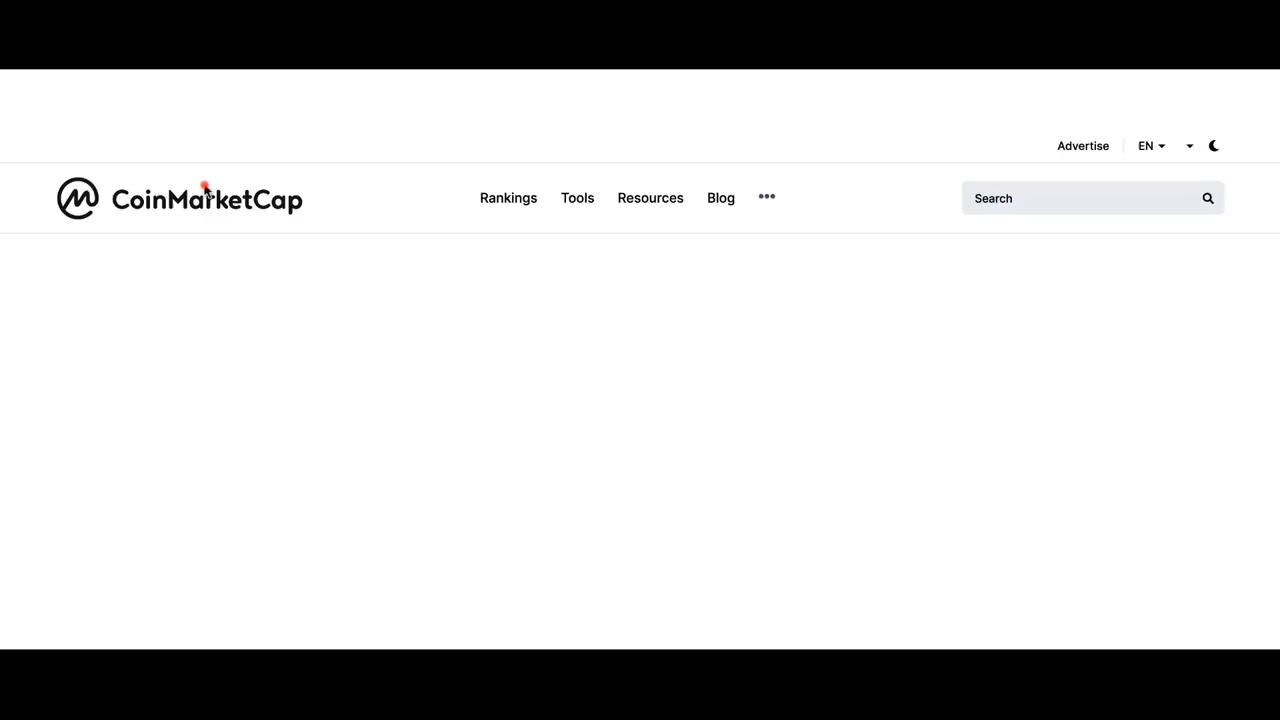 Advertise EN
CoinMarketCap Rankings Tools Resources Blog ••• Search